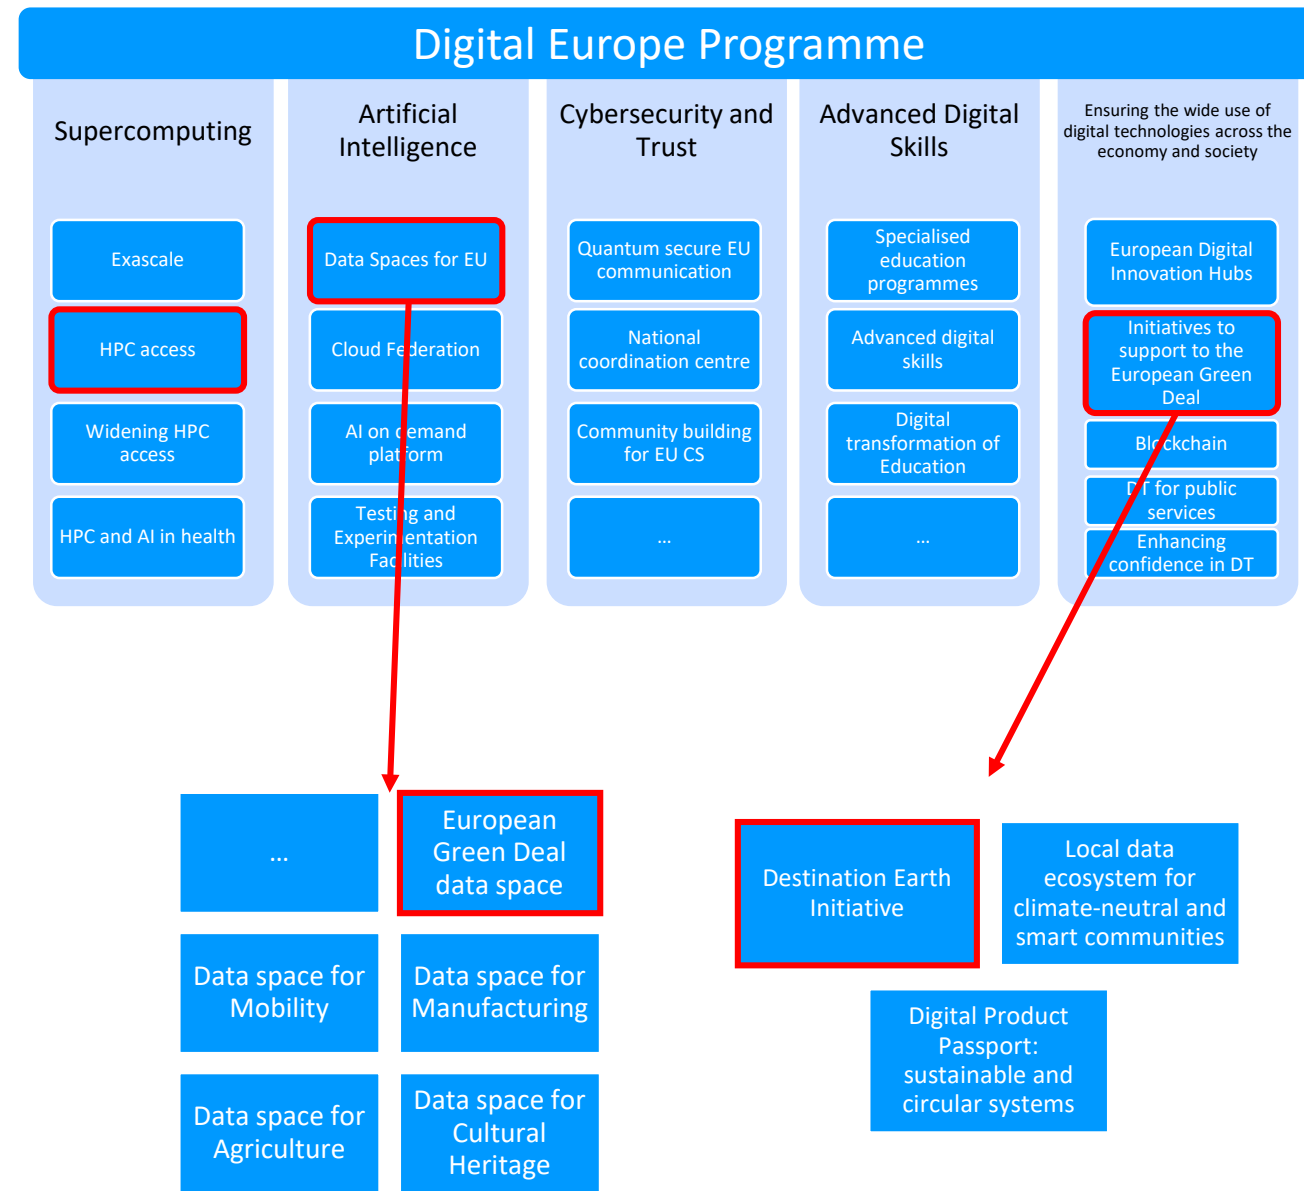 Digital Europe Programme
Supercomputing
Exascale
HPC access
Widening HPC
access
HPC and AI in health
Artificial
Intelligence
Data Spaces for EU
Cloud Federation
AI on demand
platform
Testing and
Experimentation
Facilities
Cybersecurity and
Trust
Quantum secure EU
communication
National
coordination centre
Community building
for EU CS
...
Advanced Digital
Skills
Specialised
education
programmes
Advanced digital
skills
Digital
transformation of
Education
...
Ensuring the wide use of
digital technologies across the
economy and society
European Digital
Innovation Hubs
Initiatives to
support to the
European Green
Deal
Blockchain
DT for public
services
Enhancing
confidence in DT
...
European
Green Deal
data space
Data space for
Mobility
Data space for
Manufacturing
Data space for
Agriculture
Data space for
Cultural
Heritage
Destination Earth
Initiative
Local data
ecosystem for
climate-neutral and
smart communities
Digital Product
Passport:
sustainable and
circular systems